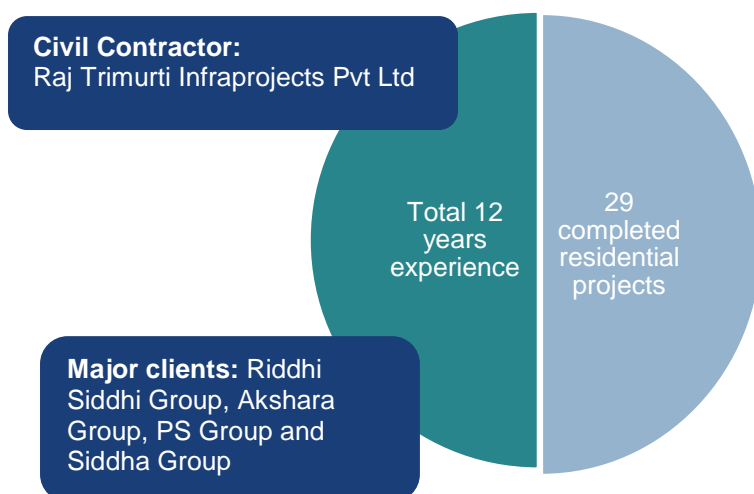 Civil Contractor:
Raj Trimurti Infraprojects Pvt Ltd
Total 12
years
experience
29
completed
residential
projects
Major clients: Riddhi
Siddhi Group, Akshara
Group, PS Group and
Siddha Group